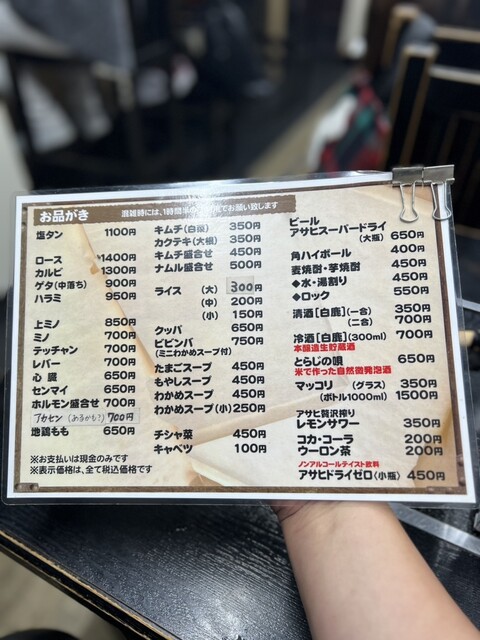 お品がき
混雑時には、1時間 でお願い致します
塩タン 1100円
ロース 1400円
カルビ 1300円
ゲタ(中落ち) 900円
ハラミ 950円
上ミノ 850円
ミノ 700円
テッチャン 700円
レバー 700円
心臓 650円
センマイ 650円
ホルモン盛合せ 700円
アカセン(あるかも?) 700円
地鶏もも 650円
※お支払いは現金のみです
※表示価格は、全て税込価格です
キムチ(白菜) 350円
カクテキ(大根) 350円
キムチ盛合せ 450円
ナムル盛合せ 500円
ライス (大) 300円
(中) 200円
(小) 150円
クッパ 650円
ビビンバ 750円
(ミニわかめスープ付)
たまごスープ 450円
もやしスープ 450円
わかめスープ 450円
わかめスープ(小) 250円
チシャ菜 450円
キャベツ 100円
ビール
アサヒスーパードライ
(大瓶) 650円
角ハイボール 400円
麦焼酎・芋焼酎 450円
◆水・湯割り 450円
◆ロック 550円
清酒[白鹿](一合) 350円
(二合) 700円
冷酒[白鹿](300ml) 700円
本醸造生貯蔵酒
とらじの唄 650円
米で作った自然微発泡酒
マッコリ (グラス) 350円
(ボトル1000ml) 1500円
アサヒ贅沢搾り
レモンサワー 350円
コカ・コーラ 200円
ウーロン茶 200円
ノンアルコールテイスト飲料
アサヒドライゼロ(小瓶) 450円